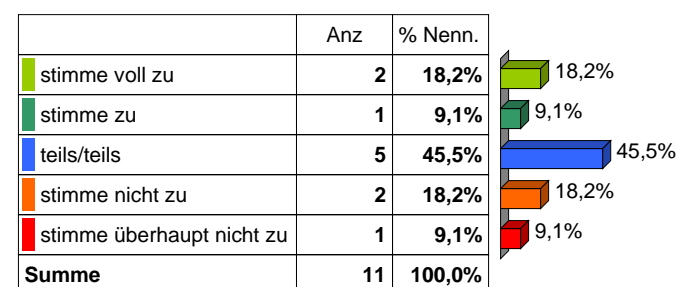 Anz % Nenn.
stimme voll zu 2 18,2% 18,2%
stimme zu 1 9,1% 9,1%
teils/teils 5 45,5% 45,5%
stimme nicht zu 2 18,2% 18,2%
stimme überhaupt nicht zu 1 9,1% 9,1%
Summe 11 100,0%